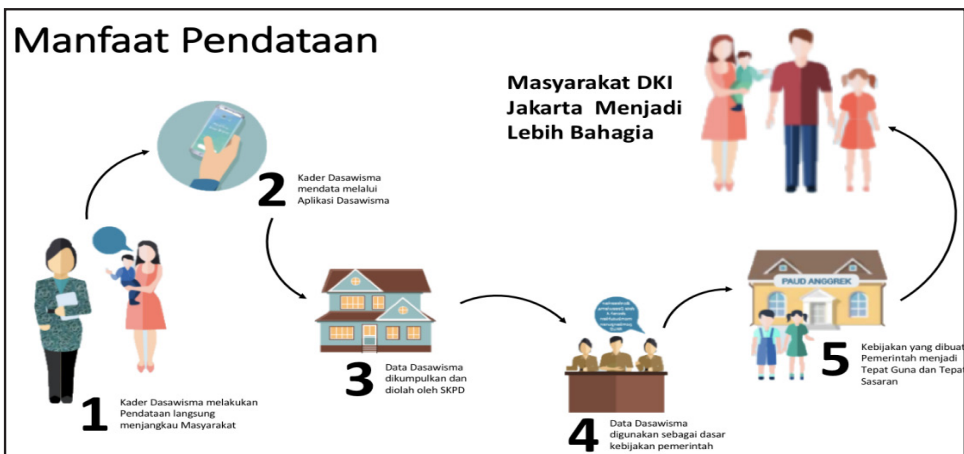 Manfaat Pendataan
Masyarakat DKI
Jakarta Menjadi
Lebih Bahagia
1
Kader Dasawisma melakukan
Pendataan langsung
menjangkau Masyarakat
2
Kader Dasawisma
mendata melalui
Aplikasi Dasawisma
3
Data Dasawisma
dikumpulkan dan
diolah oleh SKPD
4
Data Dasawisma
digunakan sebagai dasar
kebijakan pemerintah
PAUD ANGGREK
5
Kebijakan yang dibuat
Pemerintah menjadi
Tepat Guna dan Tepat
Sasaran